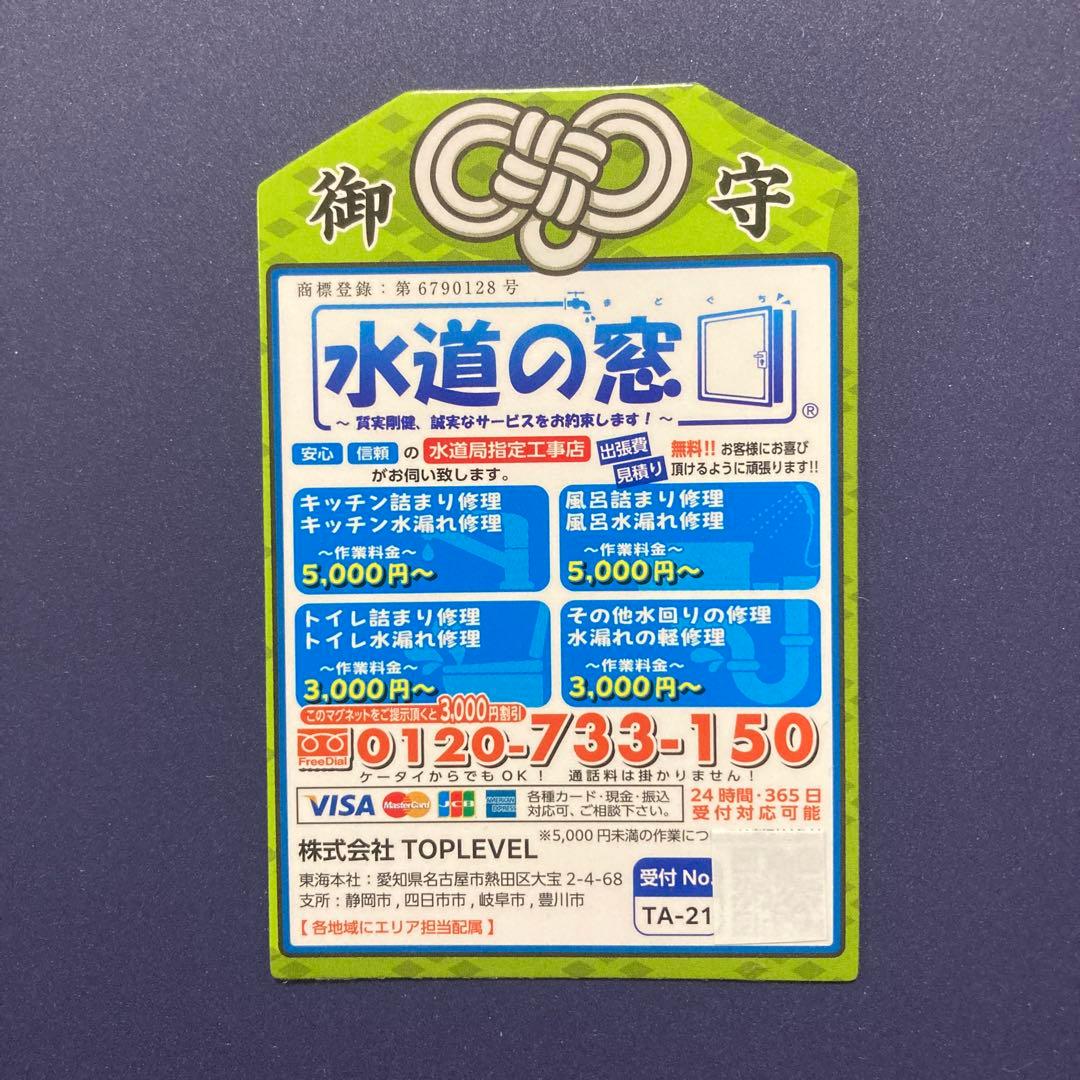 御守
商標登録：第6790128号
まどぐち
水道の窓
®
～質実剛健、誠実なサービスをお約束します！～
安心 信頼 の 水道局指定工事店
がお伺い致します。
出張費
見積り
無料!! お客様にお喜び
頂けるように頑張ります!!
キッチン詰まり修理
キッチン水漏れ修理
～作業料金～
5,000円～
風呂詰まり修理
風呂水漏れ修理
～作業料金～
5,000円～
トイレ詰まり修理
トイレ水漏れ修理
～作業料金～
3,000円～
その他水回りの修理
水漏れの軽修理
～作業料金～
3,000円～
このマグネットをご提示頂くと3,000円割引
FreeDial 0120-733-150
ケータイからでもOK！ 通話料は掛かりません！
VISA MasterCard JCB AMERICAN EXPRESS
各種カード・現金・振込
対応可、ご相談下さい。
24時間・365日
受付対応可能
※5,000円未満の作業につ
株式会社 TOPLEVEL
東海本社：愛知県名古屋市熱田区大宝2-4-68
支所：静岡市,四日市市,岐阜市,豊川市
【各地域にエリア担当配属】
受付 No.
TA-21